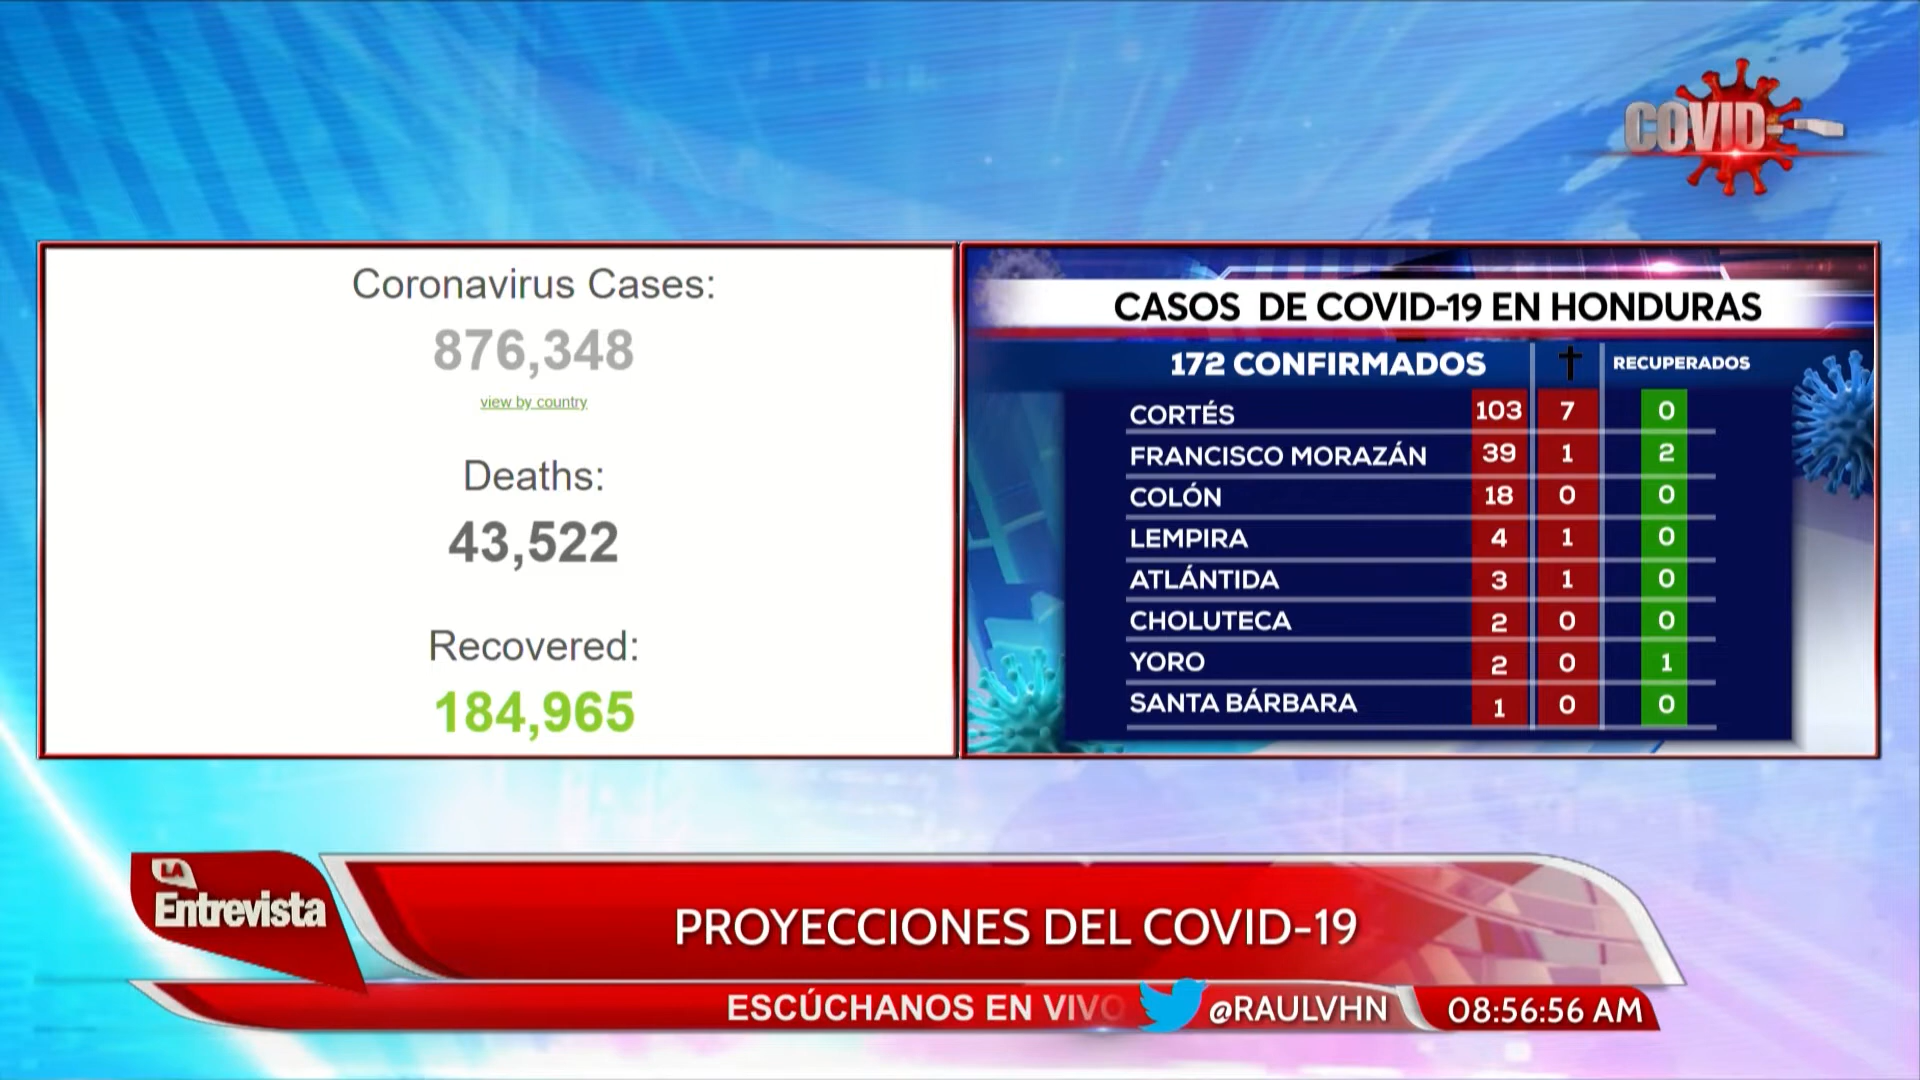 COVID-
Coronavirus Cases:
876,348
view by country
Deaths:
43,522
Recovered:
184,965
CASOS DE COVID-19 EN HONDURAS
172 CONFIRMADOS RECUPERADOS
CORTÉS 103 7 0
FRANCISCO MORAZÁN 39 1 2
COLÓN 18 0 0
LEMPIRA 4 1 0
ATLÁNTIDA 3 1 0
CHOLUTECA 2 0 0
YORO 2 0 1
SANTA BÁRBARA 1 0 0
LA
Entrevista
PROYECCIONES DEL COVID-19
ESCÚCHANOS EN VIVO @RAULVHN 08:56:56 AM